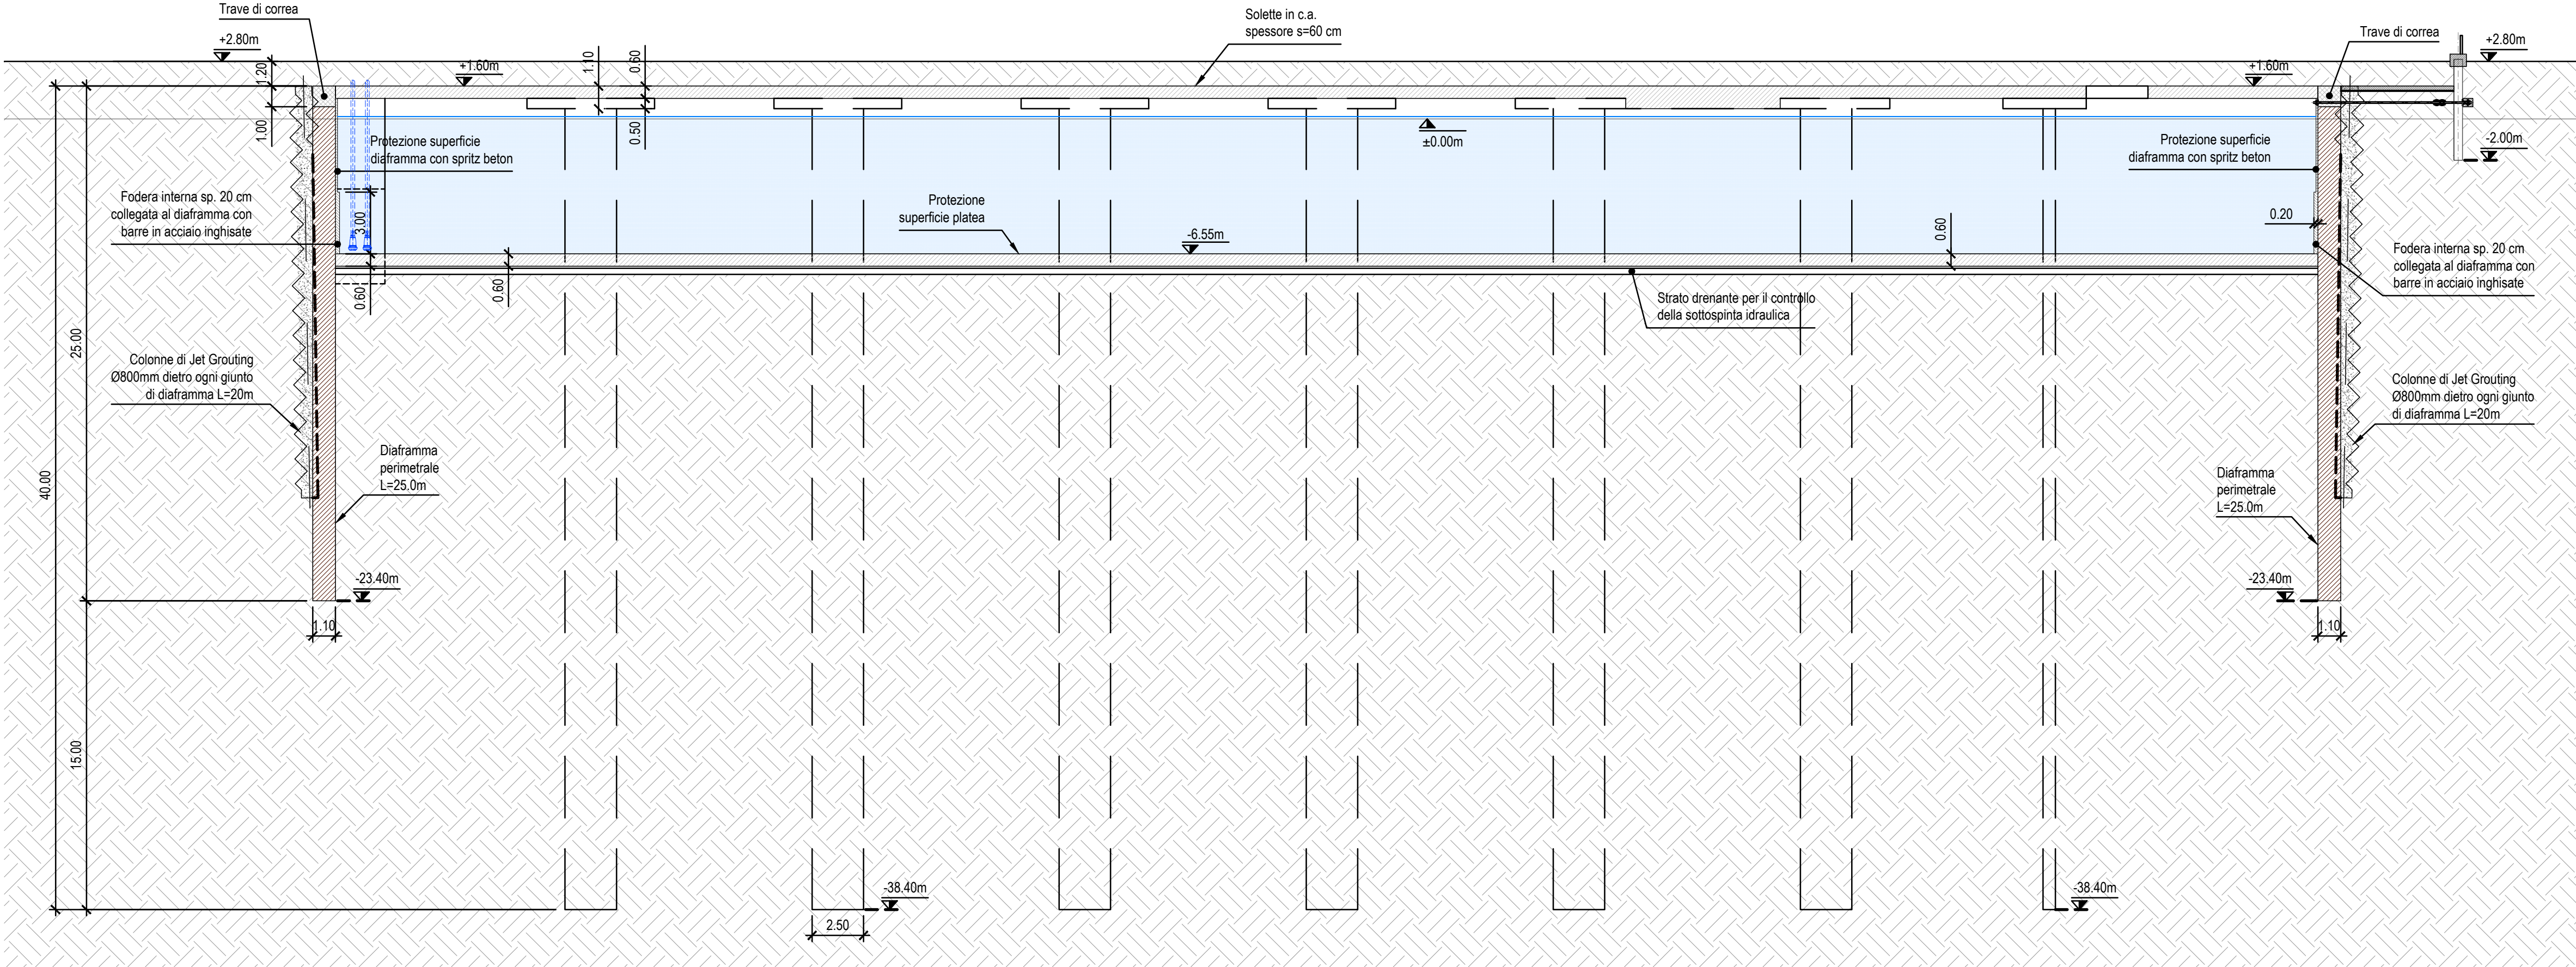 Trave di correa
+2.80m
1.20
+1.60m
1.10
0.60
Solette in c.a.
spessore s=60 cm
Trave di correa
+2.80m
+1.60m
1.00
0.50
±0.00m
-2.00m
Protezione superficie
diaframma con spritz beton
Protezione superficie
diaframma con spritz beton
Fodera interna sp. 20 cm
collegata al diaframma con
barre in acciaio inghisate
3.00
Protezione
superficie platea
-6.55m
0.60
0.20
Fodera interna sp. 20 cm
collegata al diaframma con
barre in acciaio inghisate
0.60
0.60
Strato drenante per il controllo
della sottospinta idraulica
25.00
Colonne di Jet Grouting
Ø800mm dietro ogni giunto
di diaframma L=20m
Colonne di Jet Grouting
Ø800mm dietro ogni giunto
di diaframma L=20m
40.00
Diaframma
perimetrale
L=25.0m
Diaframma
perimetrale
L=25.0m
-23.40m
-23.40m
1.10
1.10
15.00
-38.40m
-38.40m
2.50